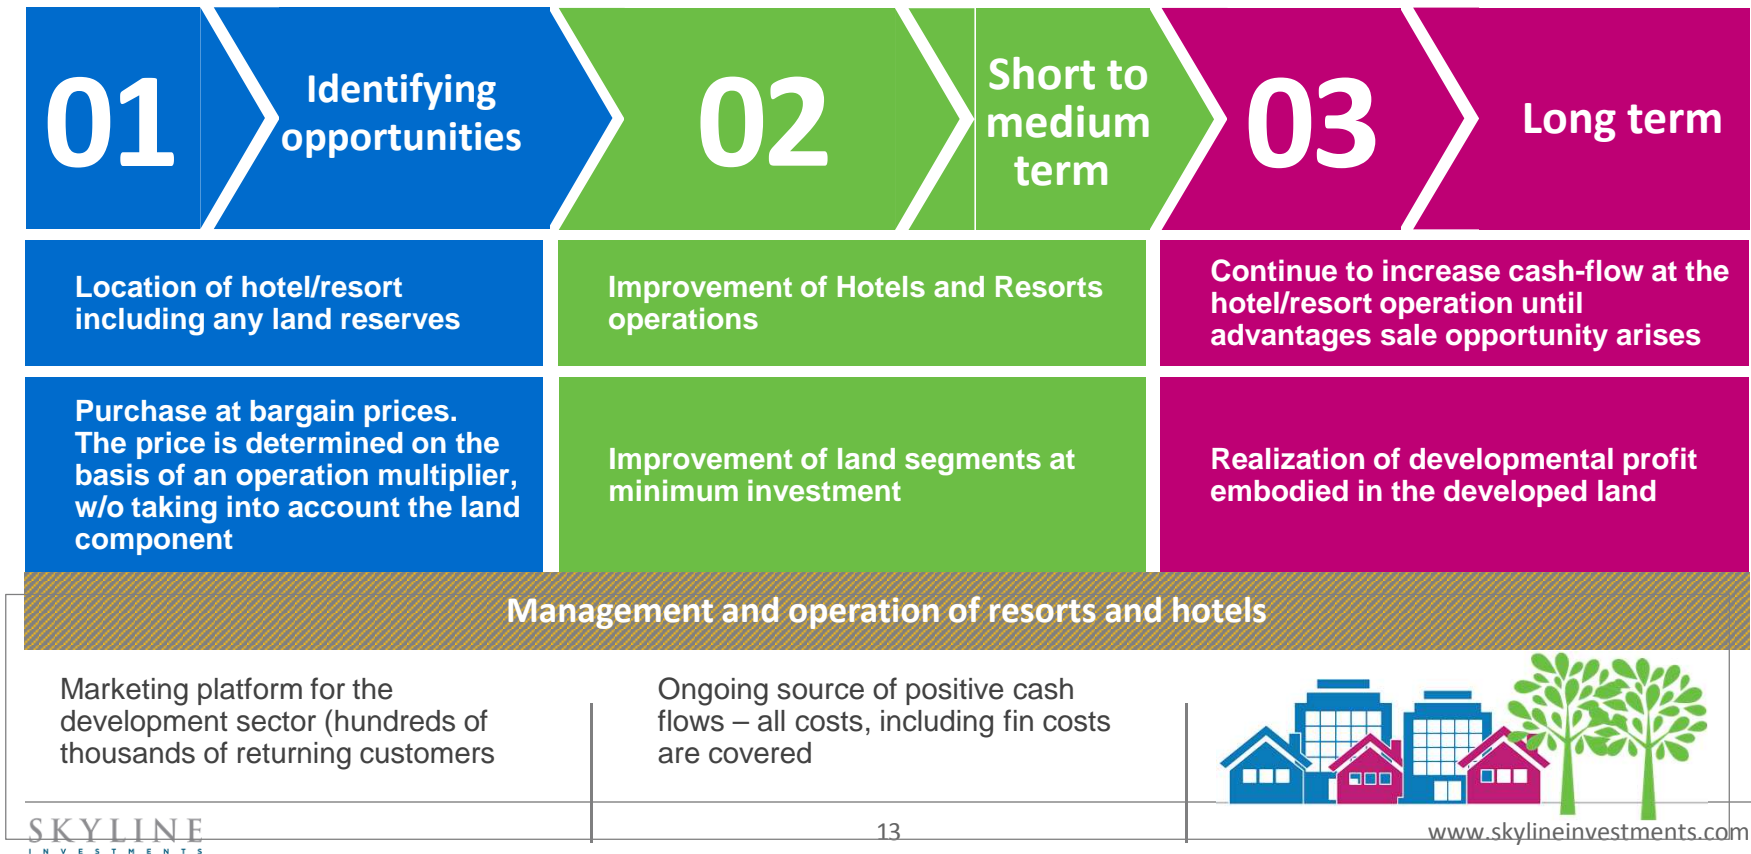 01
Identifying
opportunities
02
Short to
medium
term
03
Long term
Location of hotel/resort
including any land reserves
Improvement of Hotels and Resorts
operations
Continue to increase cash-flow at the
hotel/resort operation until
advantages sale opportunity arises
Purchase at bargain prices.
The price is determined on the
basis of an operation multiplier,
w/o taking into account the land
component
Improvement of land segments at
minimum investment
Realization of developmental profit
embodied in the developed land
Management and operation of resorts and hotels
Marketing platform for the
development sector (hundreds of
thousands of returning customers
Ongoing source of positive cash
flows – all costs, including fin costs
are covered
SKYLINE
INVESTMENTS
13
www.skylineinvestments.com